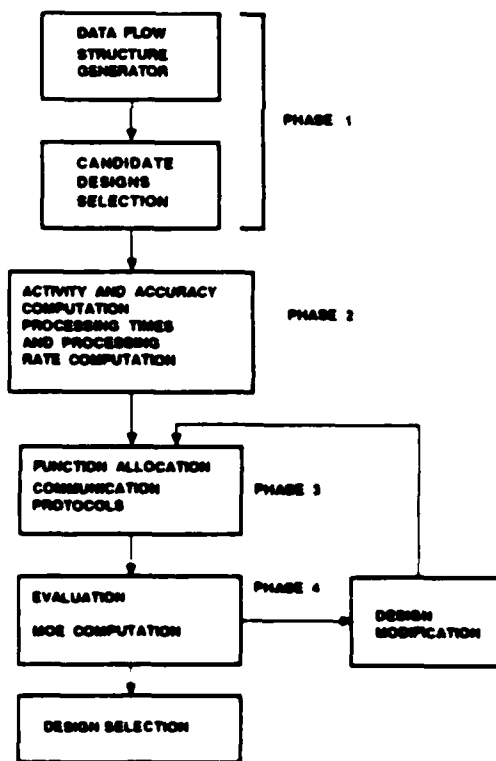 DATA FLOW
STRUCTURE
GENERATOR
PHASE 1
CANDIDATE
DESIGNS
SELECTION
ACTIVITY AND ACCURACY
COMPUTATION
PROCESSING TIMES
AND PROCESSING
RATE COMPUTATION
PHASE 2
FUNCTION ALLOCATION
COMMUNICATION
PROTOCOLS
PHASE 3
EVALUATION
MOE COMPUTATION
PHASE 4
DESIGN
MODIFICATION
DESIGN SELECTION